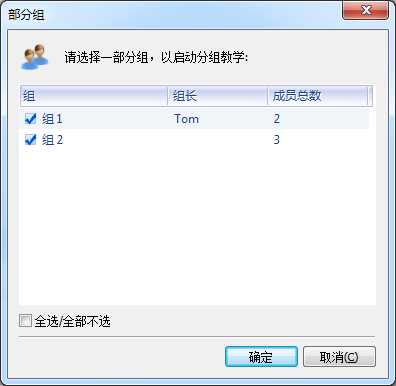 部分组
请选择一部分组，以启动分组教学:
组 组长 成员总数
组1 Tom 2
组2 3
全选/全部不选
确定 取消(C)